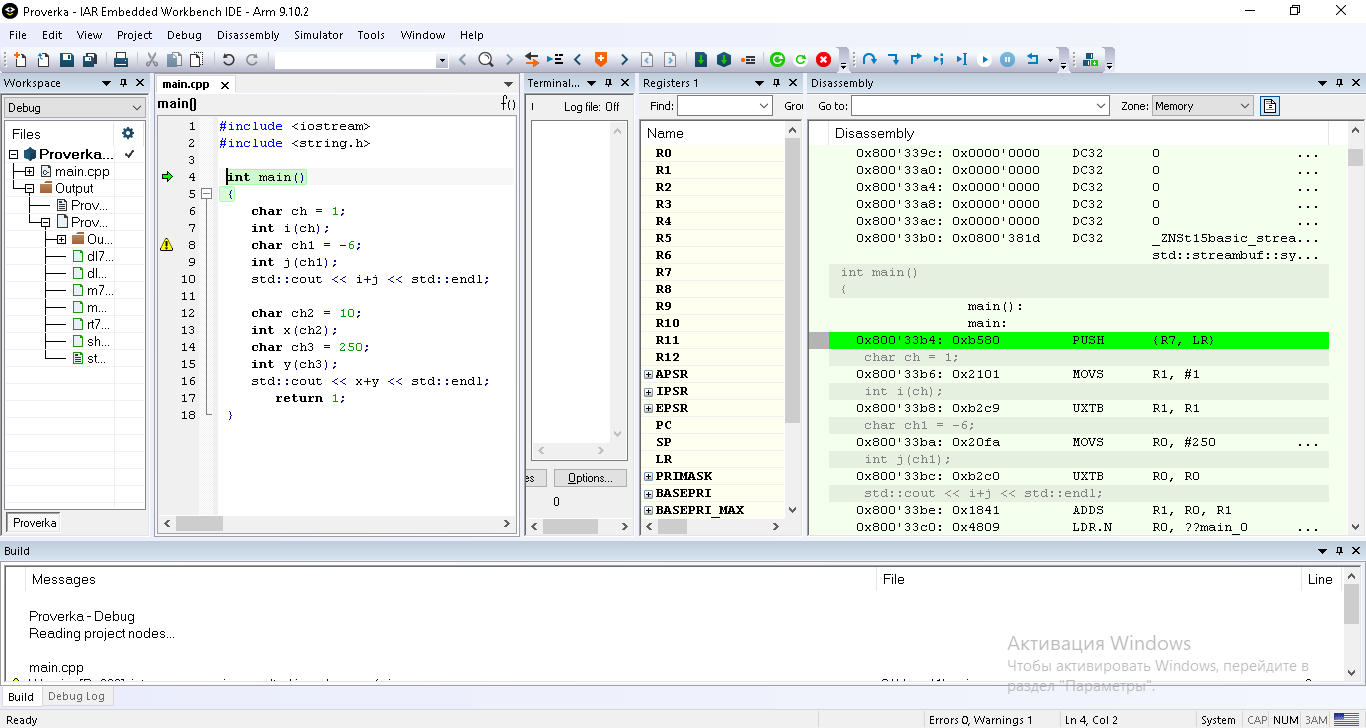 Proverka - IAR Embedded Workbench IDE - Arm 9.10.2
File Edit View Project Debug Disassembly Simulator Tools Window Help
Workspace
Debug
Files
Proverka...
main.cpp
Output
Prov...
Prov...
Ou...
dl7...
dl...
m7...
m...
rt7...
sh...
st...
Proverka
main.cpp
main()
f()
1 #include <iostream>
2 #include <string.h>
3
4 int main()
5 {
6 char ch = 1;
7 int i(ch);
8 char ch1 = -6;
9 int j(ch1);
10 std::cout << i+j << std::endl;
11
12 char ch2 = 10;
13 int x(ch2);
14 char ch3 = 250;
15 int y(ch3);
16 std::cout << x+y << std::endl;
17 return 1;
18 }
Terminal...
Log file: Off
es
Options...
0
Registers 1
Find: Grou
Name
R0
R1
R2
R3
R4
R5
R6
R7
R8
R9
R10
R11
R12
APSR
IPSR
EPSR
PC
SP
LR
PRIMASK
BASEPRI
BASEPRI_MAX
Disassembly
Go to: Zone: Memory
Disassembly
0x800'339c: 0x0000'0000 DC32 0 ...
0x800'33a0: 0x0000'0000 DC32 0 ...
0x800'33a4: 0x0000'0000 DC32 0 ...
0x800'33a8: 0x0000'0000 DC32 0 ...
0x800'33ac: 0x0000'0000 DC32 0 ...
0x800'33b0: 0x0800'381d DC32 _ZNSt15basic_strea...
std::streambuf::sy...
int main()
{
main():
main:
0x800'33b4: 0xb580 PUSH {R7, LR}
char ch = 1;
0x800'33b6: 0x2101 MOVS R1, #1
int i(ch);
0x800'33b8: 0xb2c9 UXTB R1, R1
char ch1 = -6;
0x800'33ba: 0x20fa MOVS R0, #250 ...
int j(ch1);
0x800'33bc: 0xb2c0 UXTB R0, R0
std::cout << i+j << std::endl;
0x800'33be: 0x1841 ADDS R1, R0, R1
0x800'33c0: 0x4809 LDR.N R0, ??main_0 ...
Build
Messages File Line
Proverka - Debug
Reading project nodes...
main.cpp
Активация Windows
Чтобы активировать Windows, перейдите в
раздел "Параметры".
Build Debug Log
Ready Errors 0, Warnings 1 Ln 4, Col 2 System CAP NUM ЗАМ